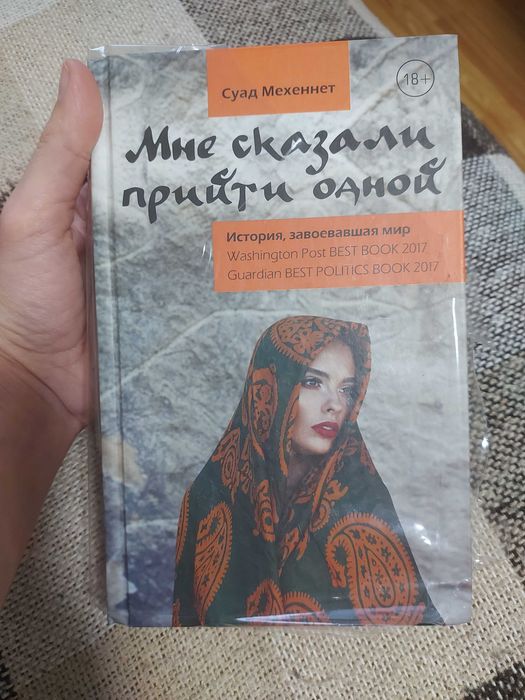 Суад Мехеннет
18+
Мне сказали
прийти одной
История, завоевавшая мир
Washington Post BEST BOOK 2017
Guardian BEST POLITICS BOOK 2017